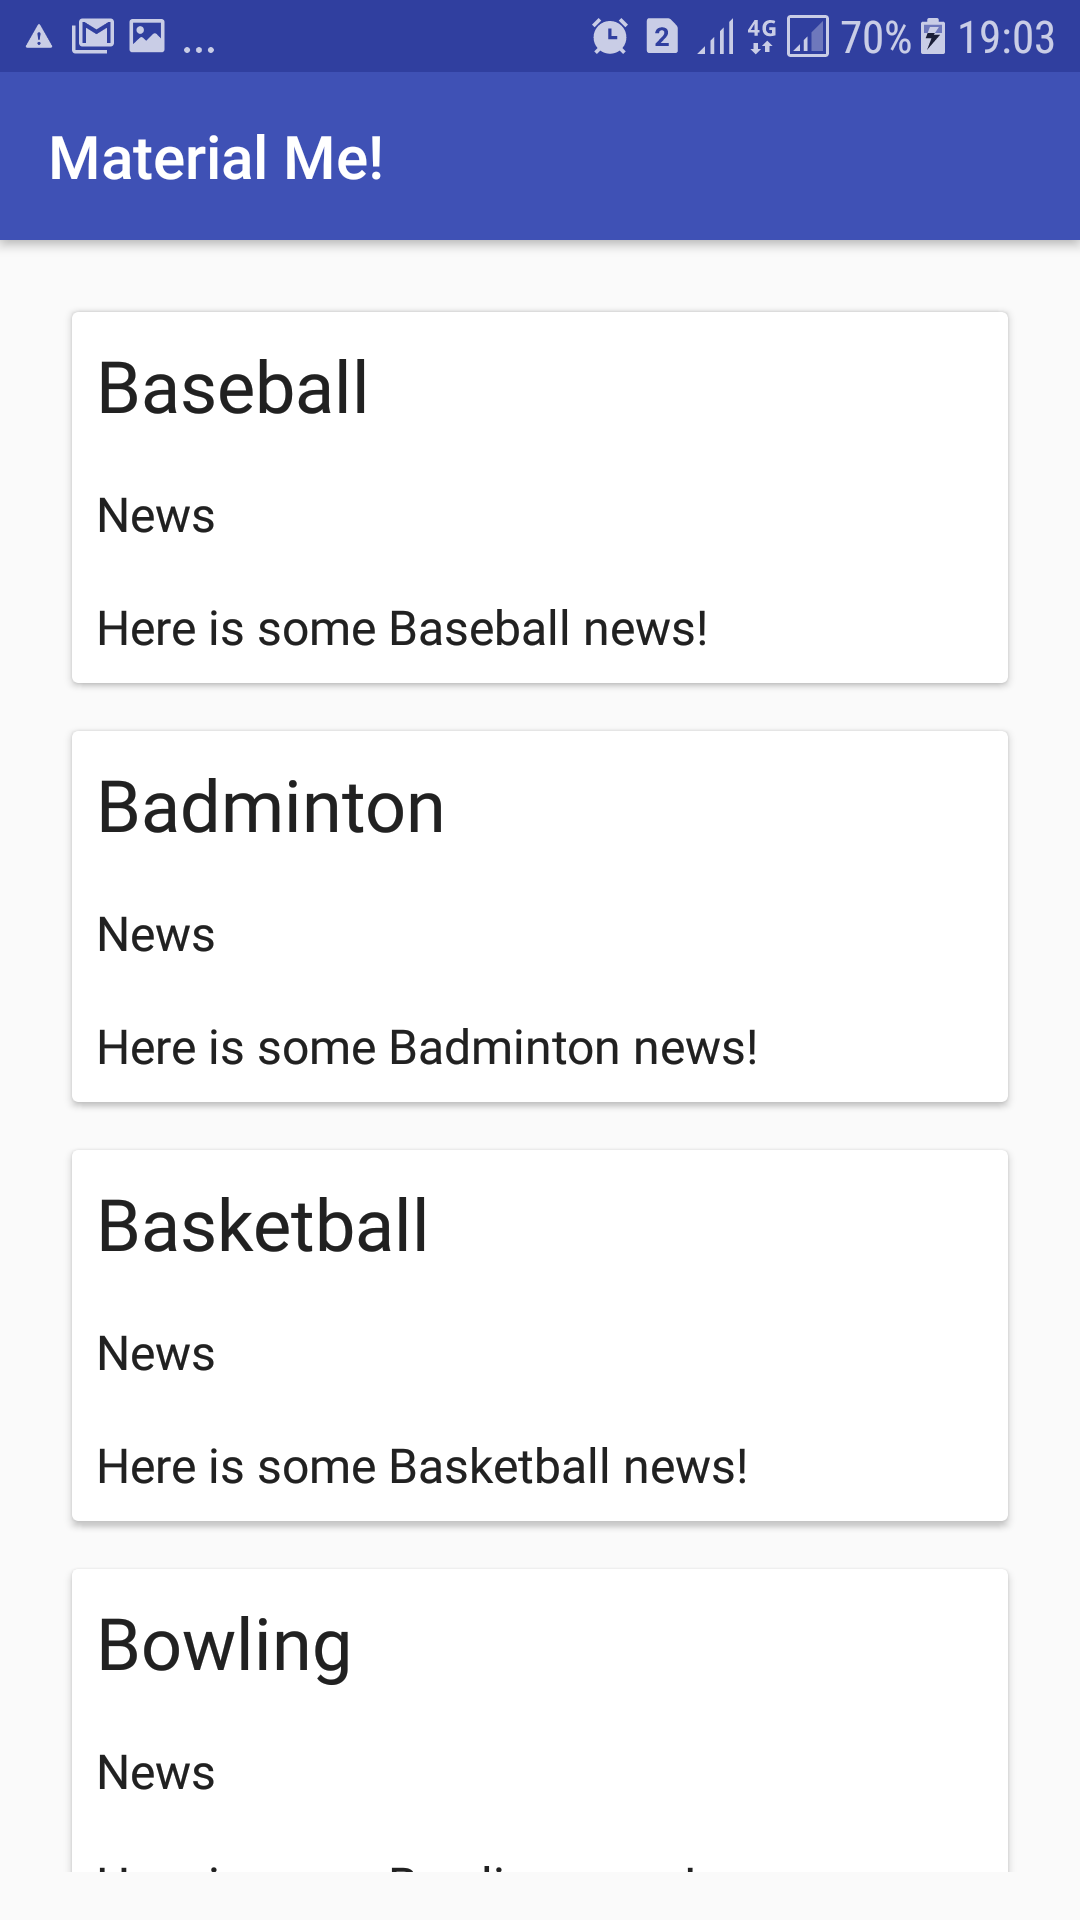 ... 2 4G 70% 19:03
Material Me!
Baseball
News
Here is some Baseball news!
Badminton
News
Here is some Badminton news!
Basketball
News
Here is some Basketball news!
Bowling
News